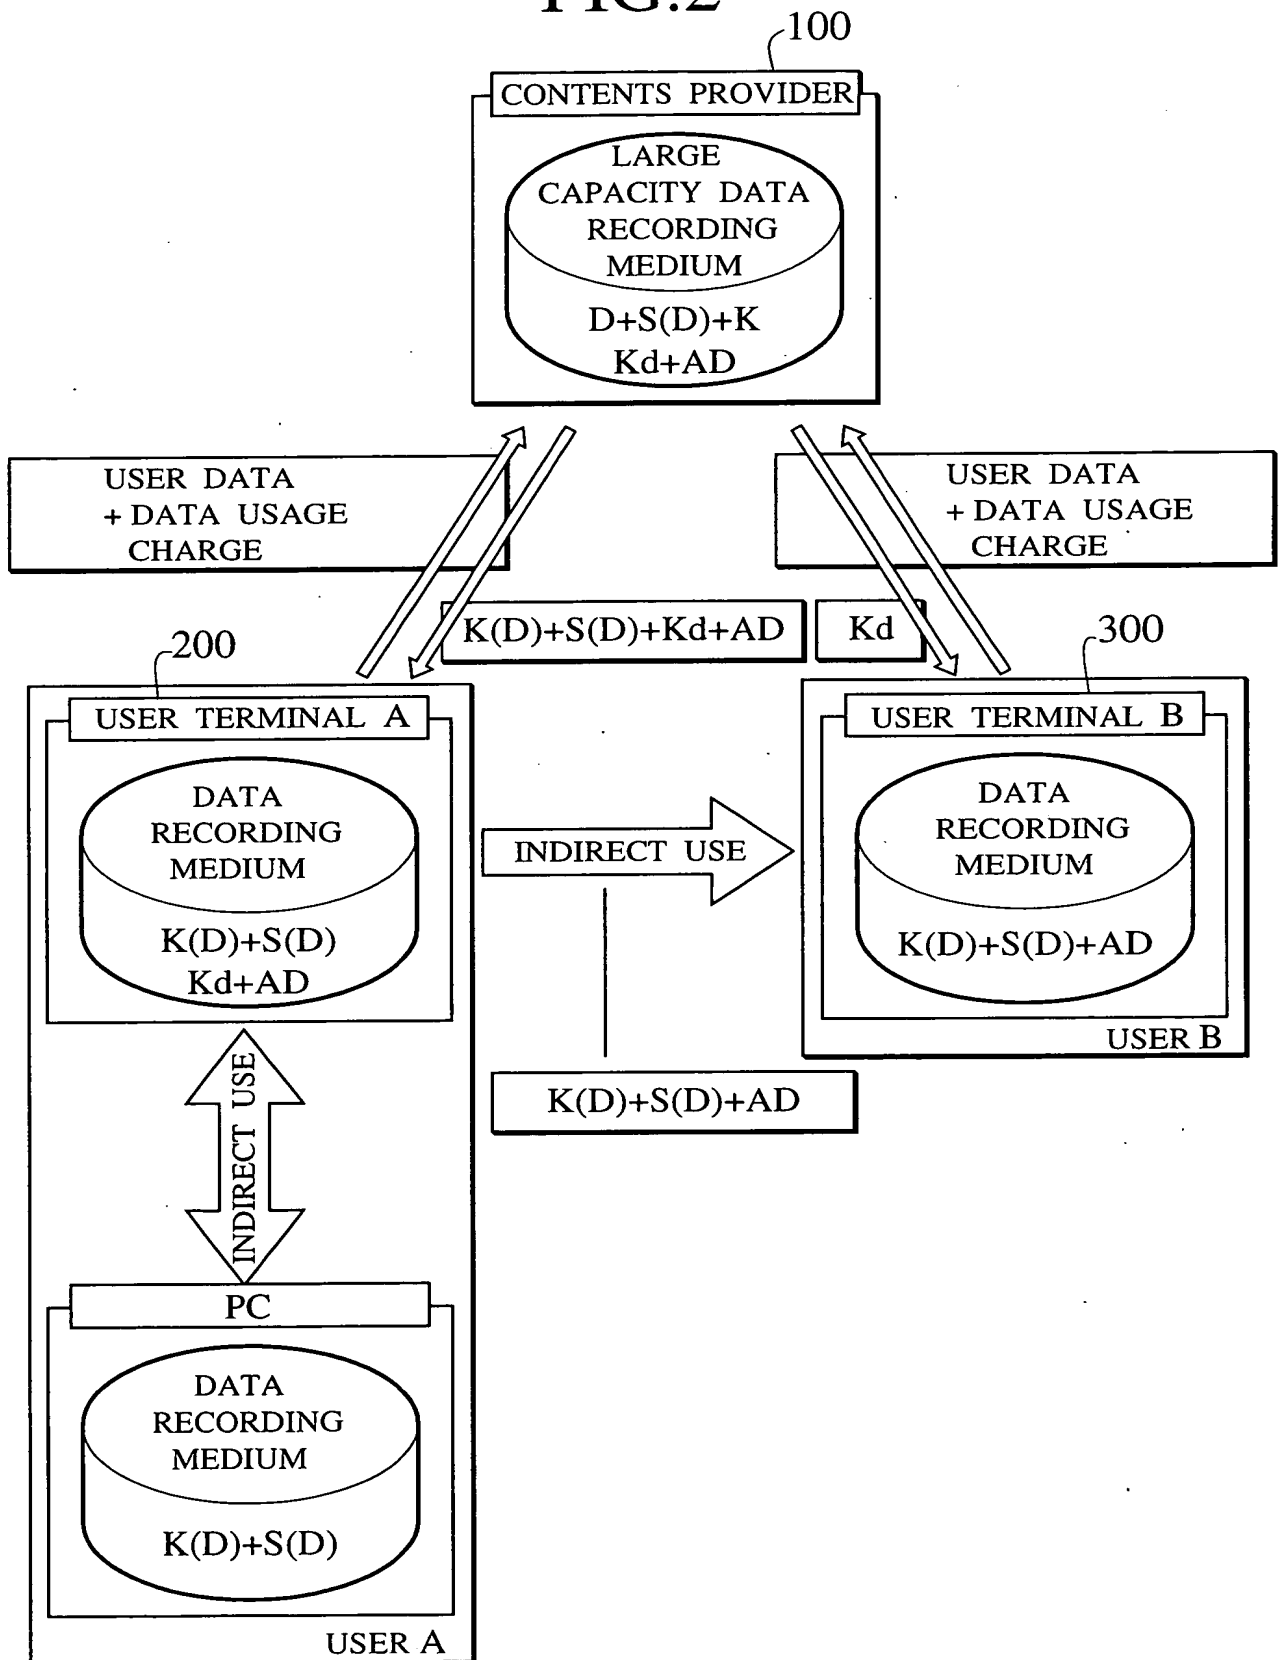 FIG.2
100
CONTENTS PROVIDER
LARGE
CAPACITY DATA
RECORDING
MEDIUM
D+S(D)+K
Kd+AD
USER DATA
+ DATA USAGE
CHARGE
USER DATA
+ DATA USAGE
CHARGE
K(D)+S(D)+Kd+AD
Kd
200
300
USER TERMINAL A
DATA
RECORDING
MEDIUM
K(D)+S(D)
Kd+AD
INDIRECT USE
USER TERMINAL B
DATA
RECORDING
MEDIUM
K(D)+S(D)+AD
USER B
K(D)+S(D)+AD
INDIRECT USE
PC
DATA
RECORDING
MEDIUM
K(D)+S(D)
USER A